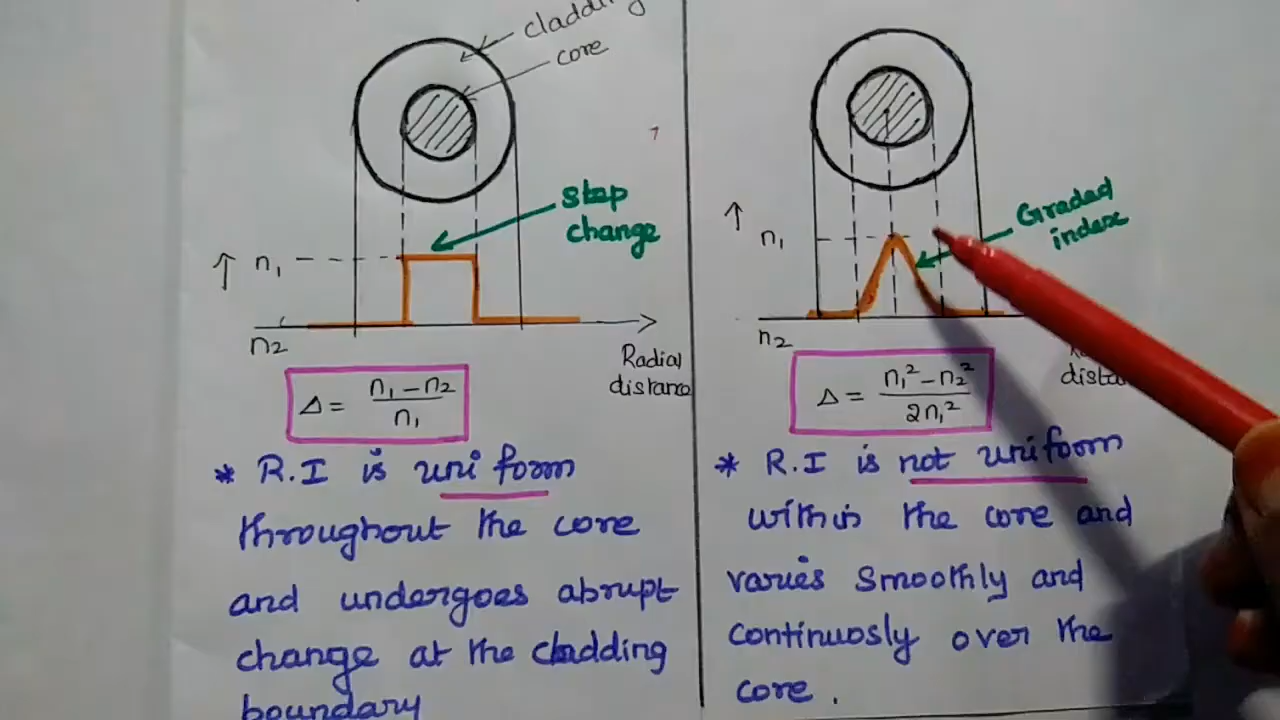 cladding
core
step
change
↑ n₁
n₂
Radial
distance
Δ = (n₁ - n₂) / n₁
* R.I is uniform
throughout the core
and undergoes abrupt
change at the cladding
boundary
↑ n₁
Graded
index
n₂
Δ = (n₁² - n₂²) / 2n₁²
* R.I is not uniform
within the core and
varies smoothly and
continuosly over the
core.